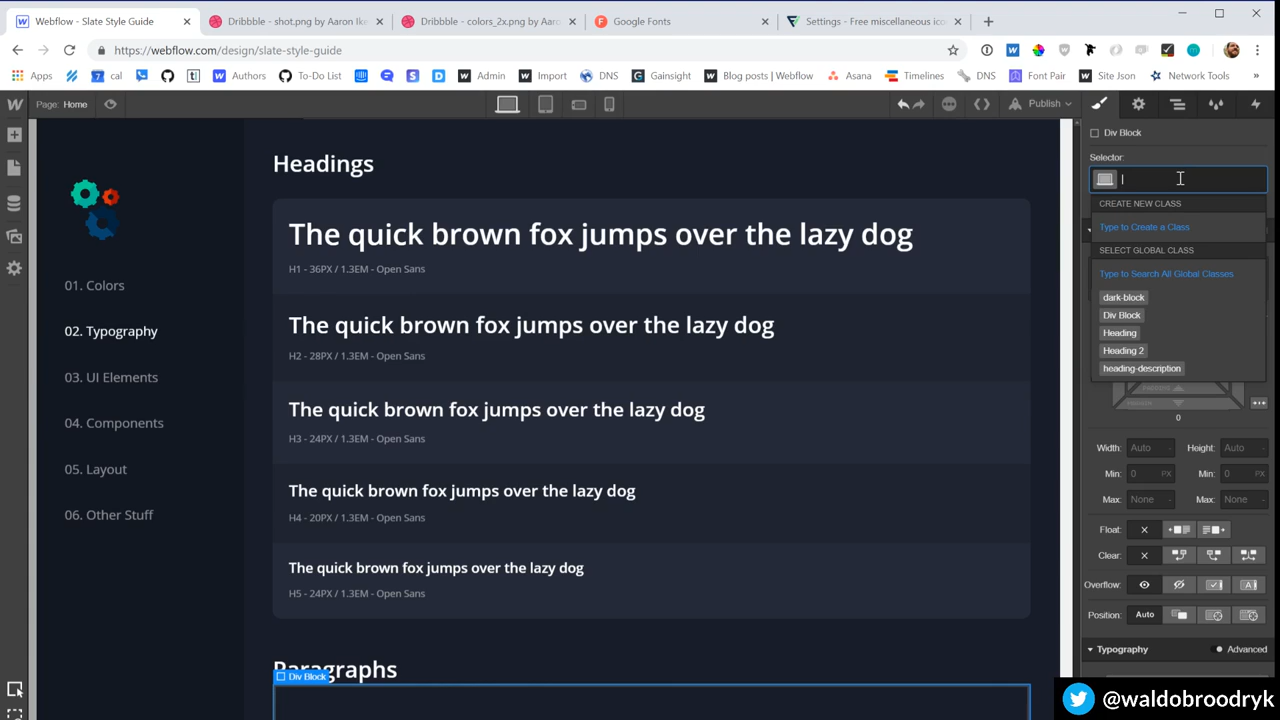 Webflow - Slate Style Guide
Dribbble - shot.png by Aaron Ike
Dribbble - colors_2x.png by Aaro
Google Fonts
Settings - Free miscellaneous ico
https://webflow.com/design/slate-style-guide
Apps
cal
Authors
To-Do List
DNS
Admin
Import
Gainsight
Blog posts | Webflow
Asana
Timelines
DNS
Font Pair
Site Json
Network Tools
Page: Home
Publish
Div Block
Selector:
CREATE NEW CLASS
Type to Create a Class
SELECT GLOBAL CLASS
Type to Search All Global Classes
dark-block
Div Block
Heading
Heading 2
heading-description
PADDING
0
Width: Auto - Height: Auto -
Min: 0 PX Min: 0 PX
Max: None - Max: None -
Float:
Clear:
Overflow:
Position: Auto
Typography
Advanced
01. Colors
02. Typography
03. UI Elements
04. Components
05. Layout
06. Other Stuff
Headings
The quick brown fox jumps over the lazy dog
H1 - 36PX / 1.3EM - Open Sans
The quick brown fox jumps over the lazy dog
H2 - 28PX / 1.3EM - Open Sans
The quick brown fox jumps over the lazy dog
H3 - 24PX / 1.3EM - Open Sans
The quick brown fox jumps over the lazy dog
H4 - 20PX / 1.3EM - Open Sans
The quick brown fox jumps over the lazy dog
H5 - 24PX / 1.3EM - Open Sans
Paragraphs
Div Block
@waldobroodryk